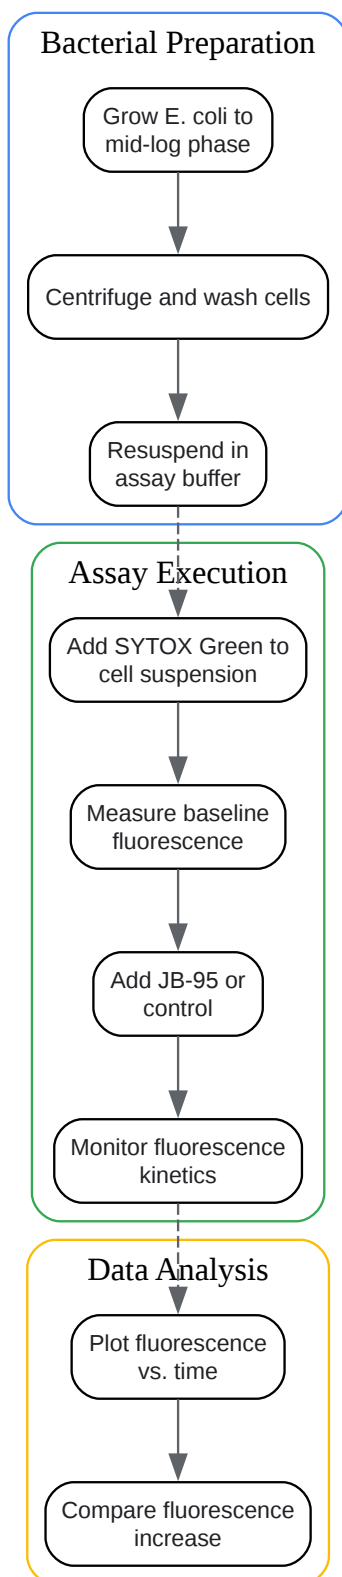 Bacterial Preparation
Grow E. coli to
mid-log phase
Centrifuge and wash cells
Resuspend in
assay buffer
Assay Execution
Add SYTOX Green to
cell suspension
Measure baseline
fluorescence
Add JB-95 or
control
Monitor fluorescence
kinetics
Data Analysis
Plot fluorescence
vs. time
Compare fluorescence
increase